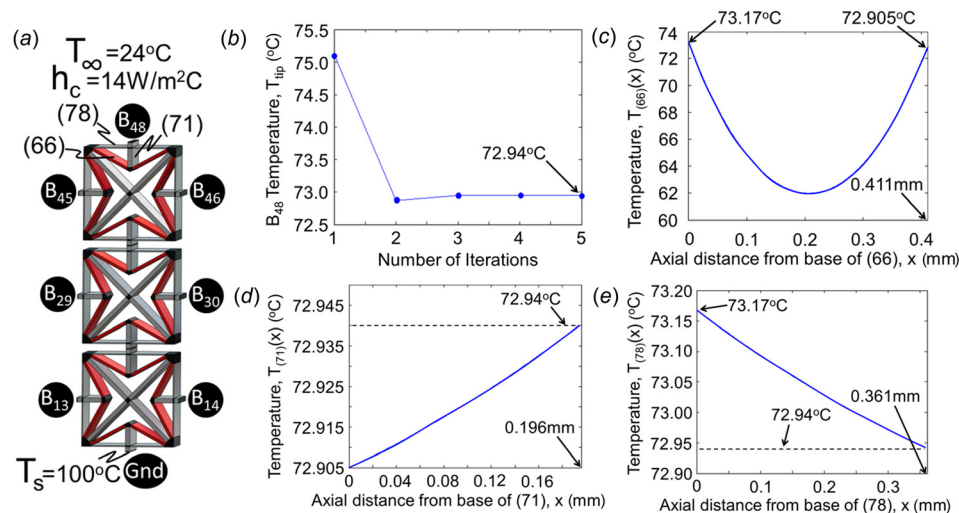 (a)
T∞ =24°C
h_c =14W/m²C
(78)
B48
(71)
(66)
B45
B46
B29
B30
B13
B14
T_s =100°C
Gnd
(b)
B48 Temperature, T_tip (°C)
75.5
75.0
74.5
74.0
73.5
73.0
72.5
72.94°C
1
2
3
4
5
Number of Iterations
(c)
Temperature, T(66)(x) (°C)
74
72
70
68
66
64
62
60
73.17°C
72.905°C
0.411mm
0
0.1
0.2
0.3
0.4
Axial distance from base of (66), x (mm)
(d)
Temperature, T(71)(x) (°C)
72.945
72.935
72.925
72.915
72.905
72.94°C
0.196mm
0
0.04
0.08
0.12
0.16
Axial distance from base of (71), x (mm)
(e)
Temperature, T(78)(x) (°C)
73.20
73.15
73.10
73.05
73.00
72.95
72.90
73.17°C
72.94°C
0.361mm
0
0.1
0.2
0.3
Axial distance from base of (78), x (mm)